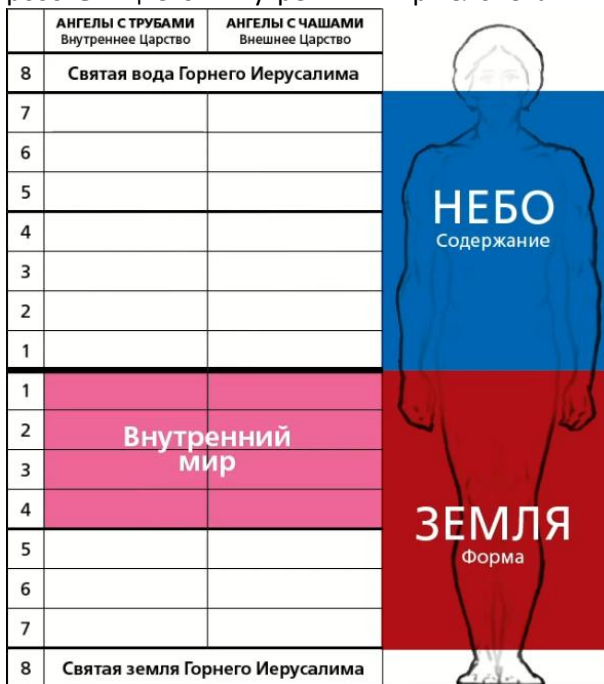 АНГЕЛЫ С ТРУБАМИ АНГЕЛЫ С ЧАШАМИ
Внутреннее Царство Внешнее Царство
8 Святая вода Горнего Иерусалима
7
6
5
4
3
2
1
НЕБО
Содержание
1
2
3
4
Внутренний
мир
5
6
7
ЗЕМЛЯ
Форма
8 Святая земля Горнего Иерусалима